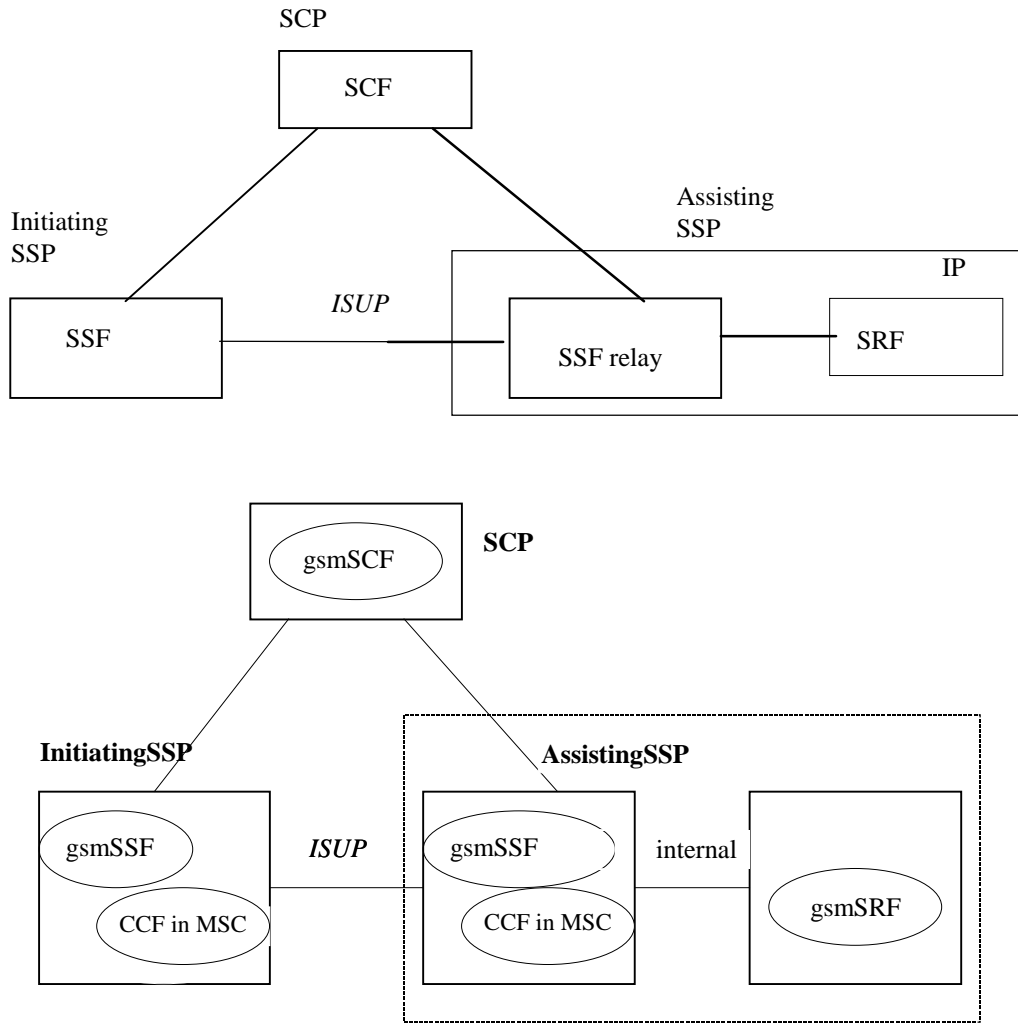 SCP
SCF
Initiating
SSP
Assisting
SSP
IP
ISUP
SSF
SSF relay
SRF
gsmSCF
SCP
InitiatingSSP
AssistingSSP
gsmSSF
ISUP
gsmSSF
internal
CCF in MSC
CCF in MSC
gsmSRF